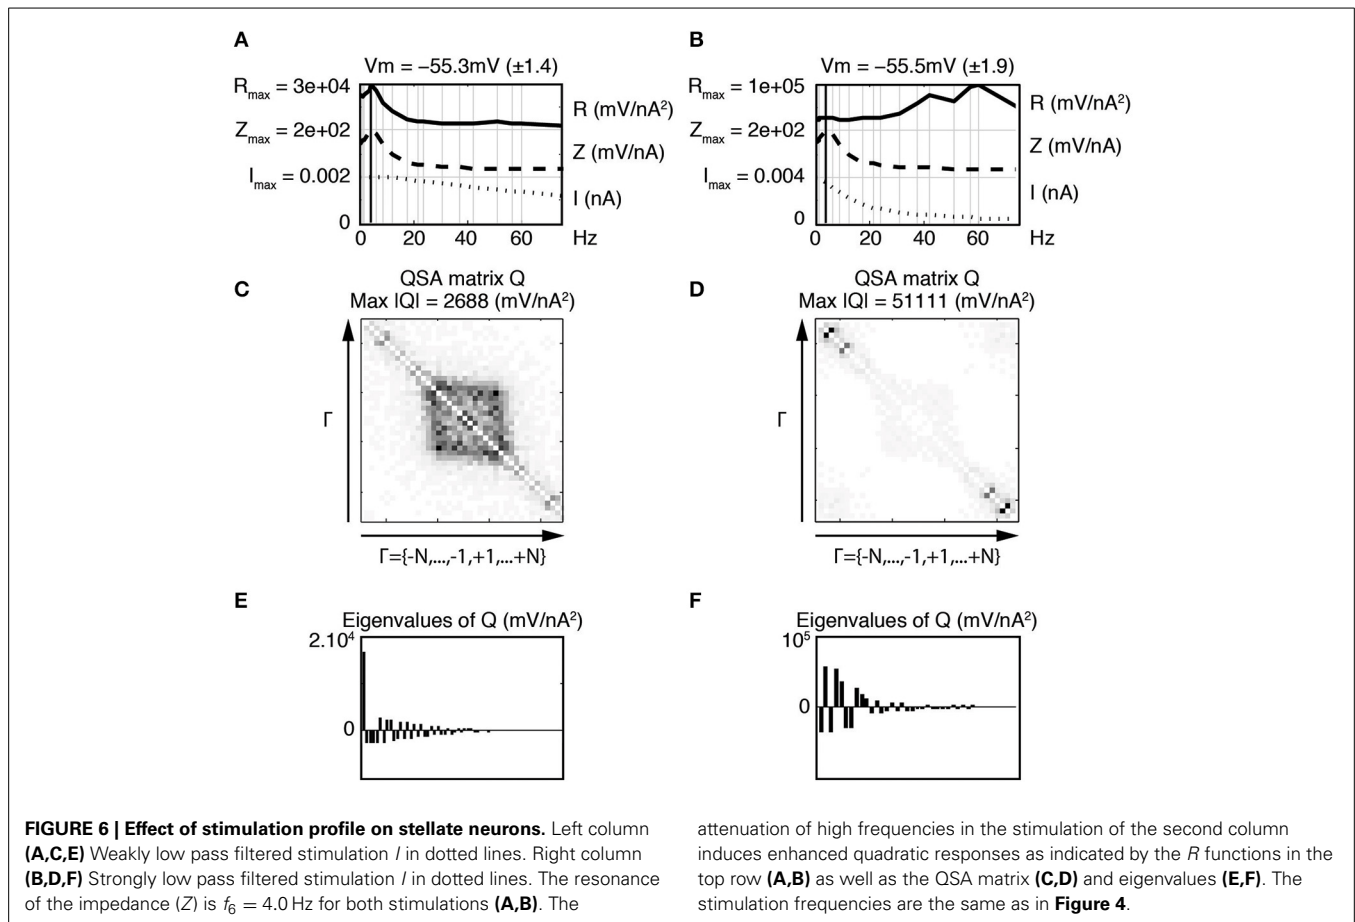 A
Vm = −55.3mV (±1.4)
Rmax = 3e+04
R (mV/nA²)
Zmax = 2e+02
Z (mV/nA)
Imax = 0.002
I (nA)
0
0 20 40 60 Hz
B
Vm = −55.5mV (±1.9)
Rmax = 1e+05
R (mV/nA²)
Zmax = 2e+02
Z (mV/nA)
Imax = 0.004
I (nA)
0
0 20 40 60 Hz
C
QSA matrix Q
Max |Q| = 2688 (mV/nA²)
Γ
Γ={-N,...,-1,+1,...+N}
D
QSA matrix Q
Max |Q| = 51111 (mV/nA²)
Γ
Γ={-N,...,-1,+1,...+N}
E
Eigenvalues of Q (mV/nA²)
2.10⁴
0
F
Eigenvalues of Q (mV/nA²)
10⁵
0
FIGURE 6 | Effect of stimulation profile on stellate neurons. Left column
(A,C,E) Weakly low pass filtered stimulation I in dotted lines. Right column
(B,D,F) Strongly low pass filtered stimulation I in dotted lines. The resonance
of the impedance (Z) is f₆ = 4.0 Hz for both stimulations (A,B). The
attenuation of high frequencies in the stimulation of the second column
induces enhanced quadratic responses as indicated by the R functions in the
top row (A,B) as well as the QSA matrix (C,D) and eigenvalues (E,F). The
stimulation frequencies are the same as in Figure 4.